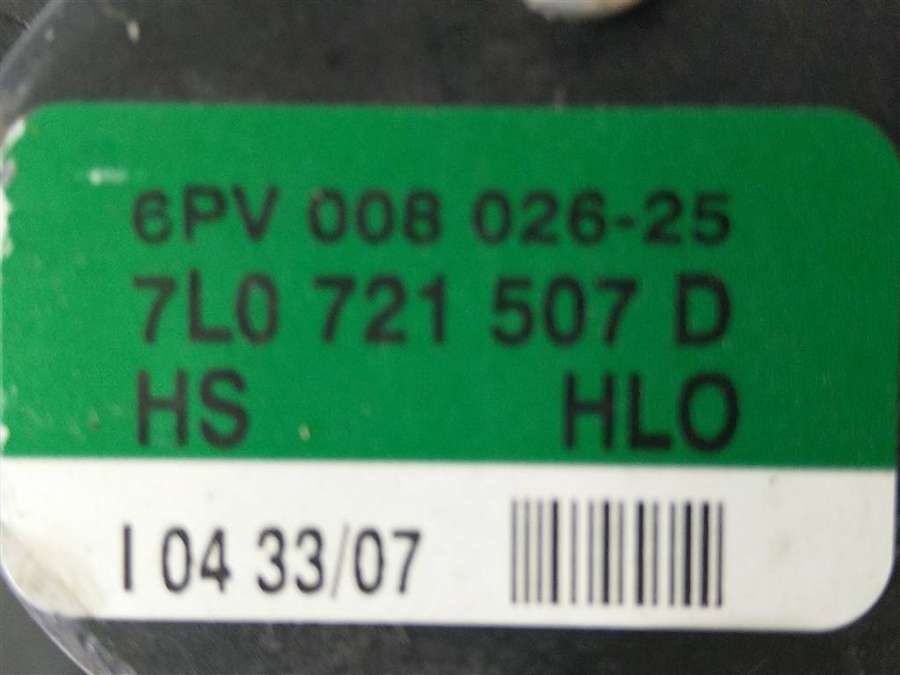 6PV 008 026-25
7L0 721 507 D
HS HLO
I 04 33/07